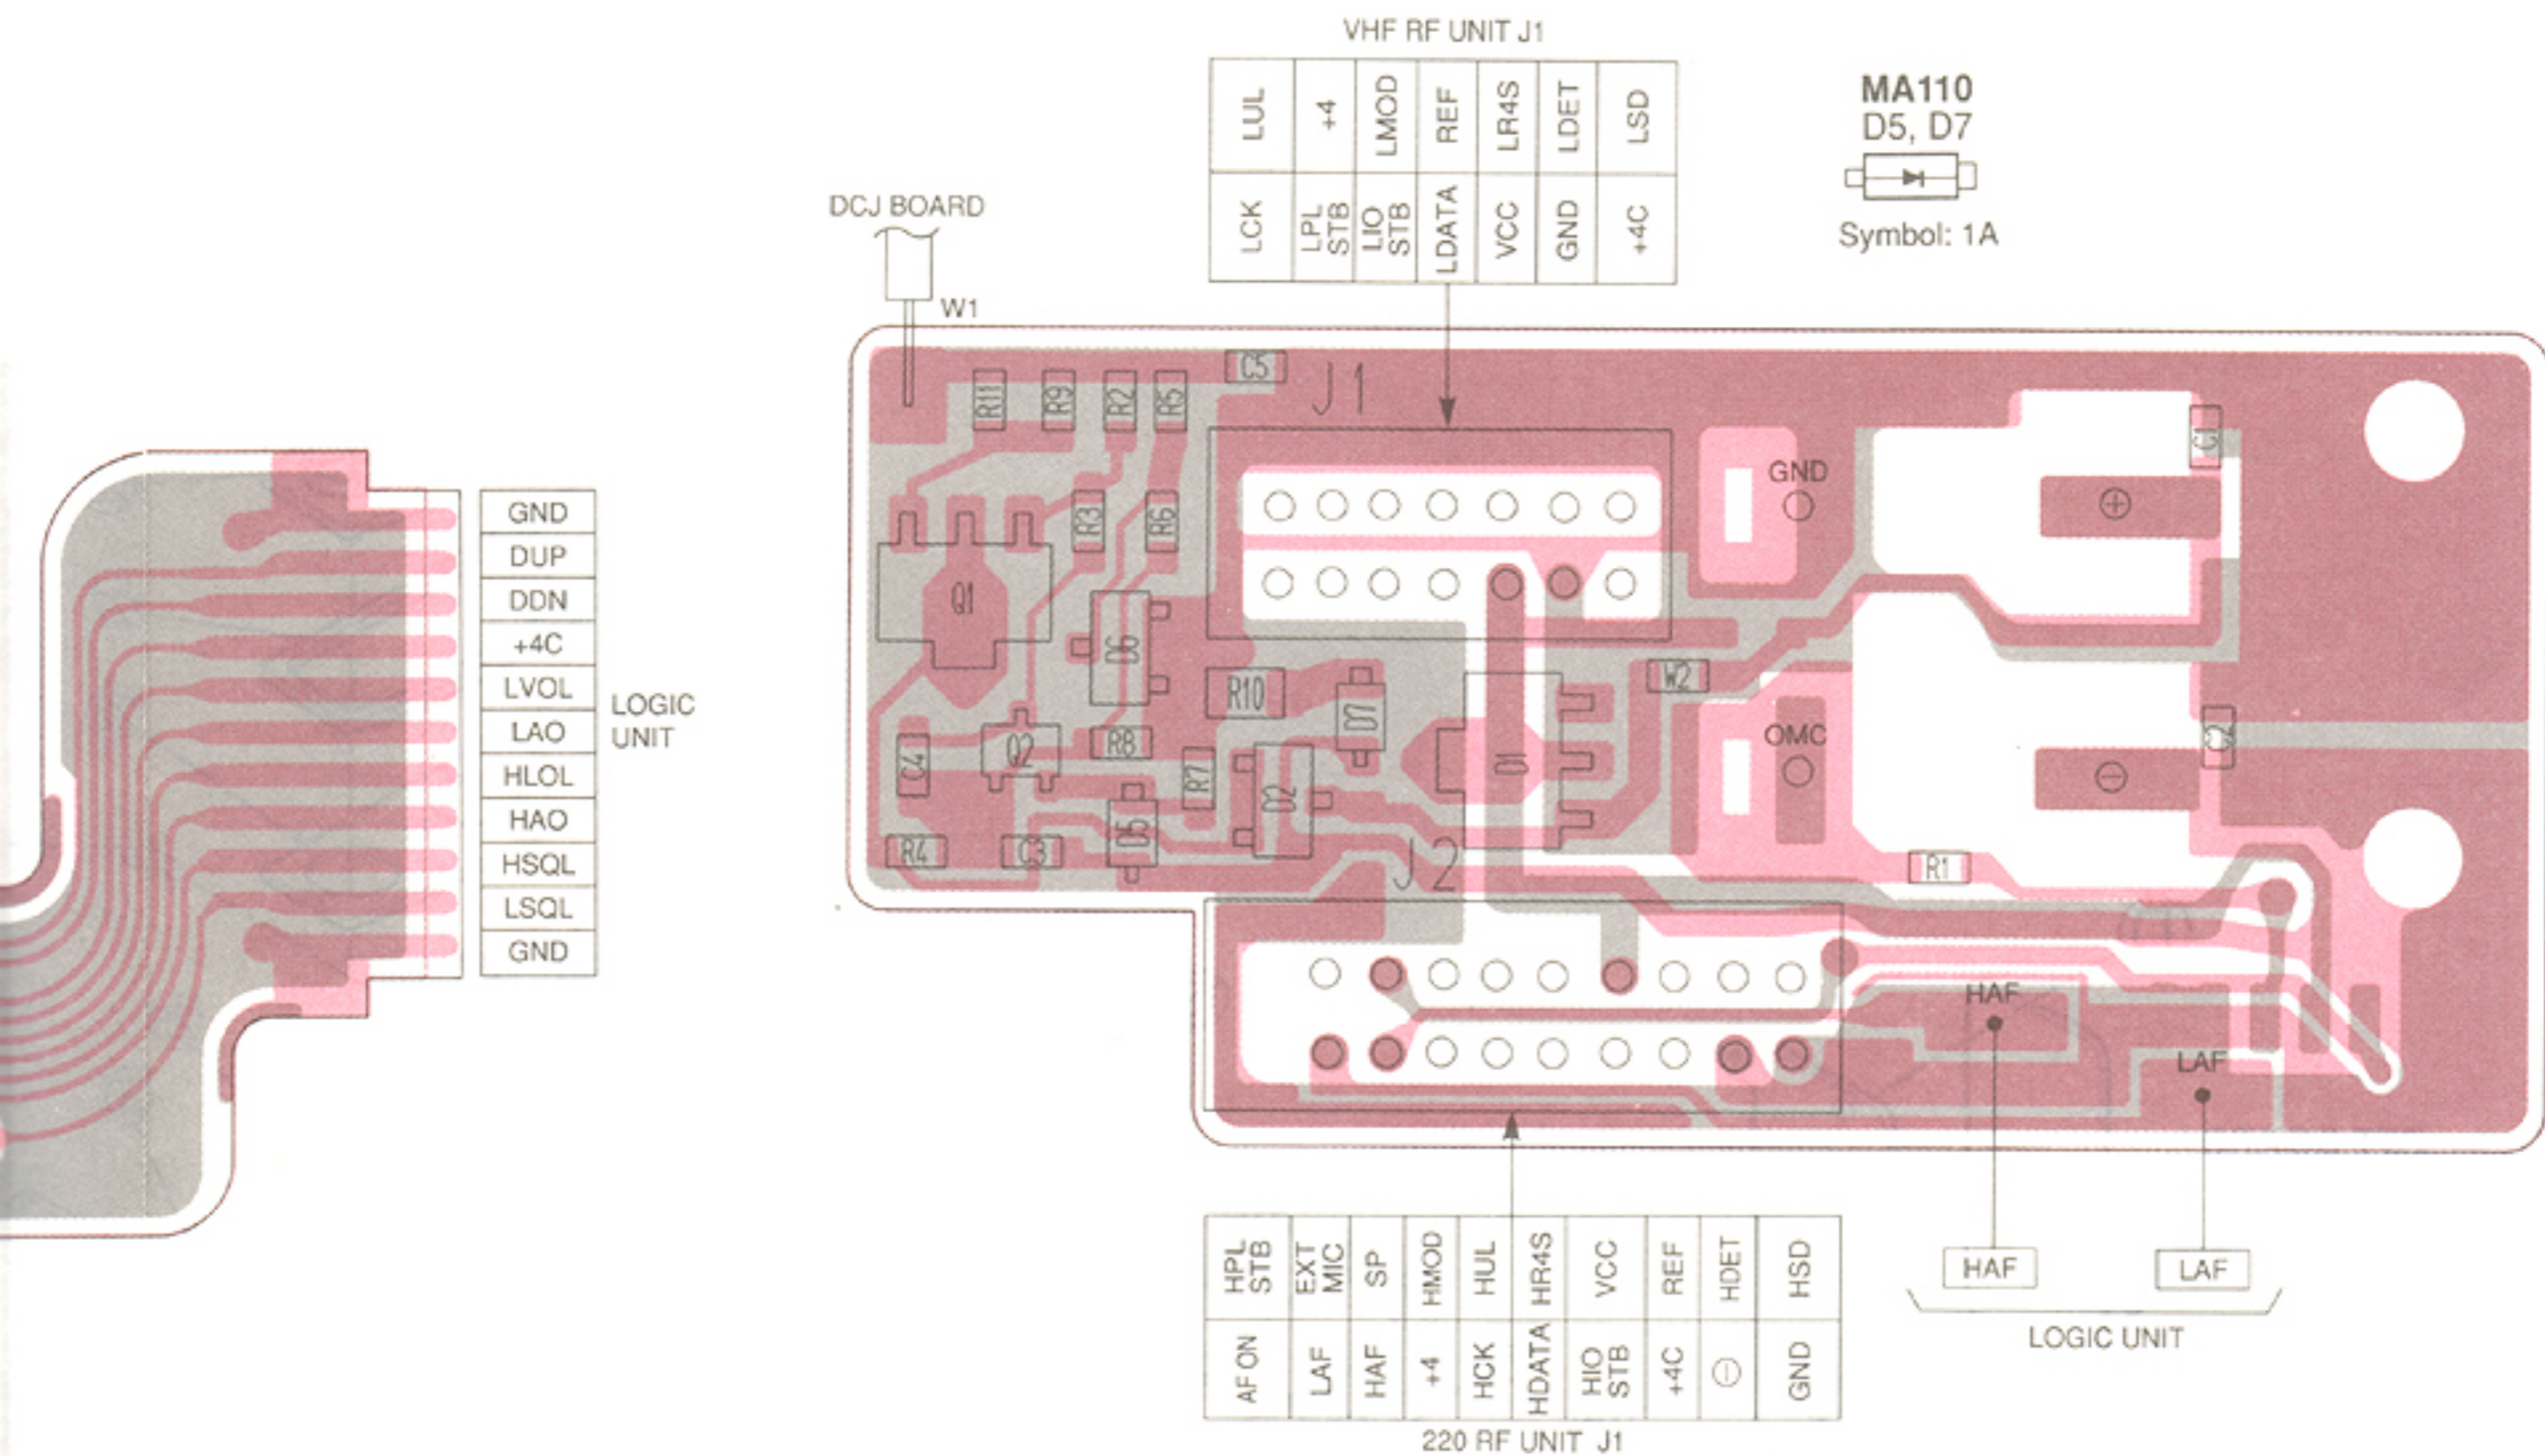 VHF RF UNIT J1
LUL
+4
LMOD
REF
LR4S
LDET
LSD
LCK
LPL STB
LIO STB
LDATA
VCC
GND
+4C
MA110
D5, D7
Symbol: 1A
DCJ BOARD
W1
C5
J1
R11
R9
R2
R5
C1
GND
+
R3
R6
Q1
D6
W2
R10
D7
D1
OMC
C2
Q2
R8
C4
R7
D2
−
D5
R4
C3
J2
R1
HAF
LAF
GND
DUP
DDN
+4C
LVOL
LAO
HLOL
HAO
HSQL
LSQL
GND
LOGIC
UNIT
HPL STB
EXT MIC
SP
HMOD
HUL
HR4S
VCC
REF
HDET
HSD
AF ON
LAF
HAF
+4
HCK
HDATA
HIO STB
+4C
⊖
GND
220 RF UNIT J1
HAF
LAF
LOGIC UNIT